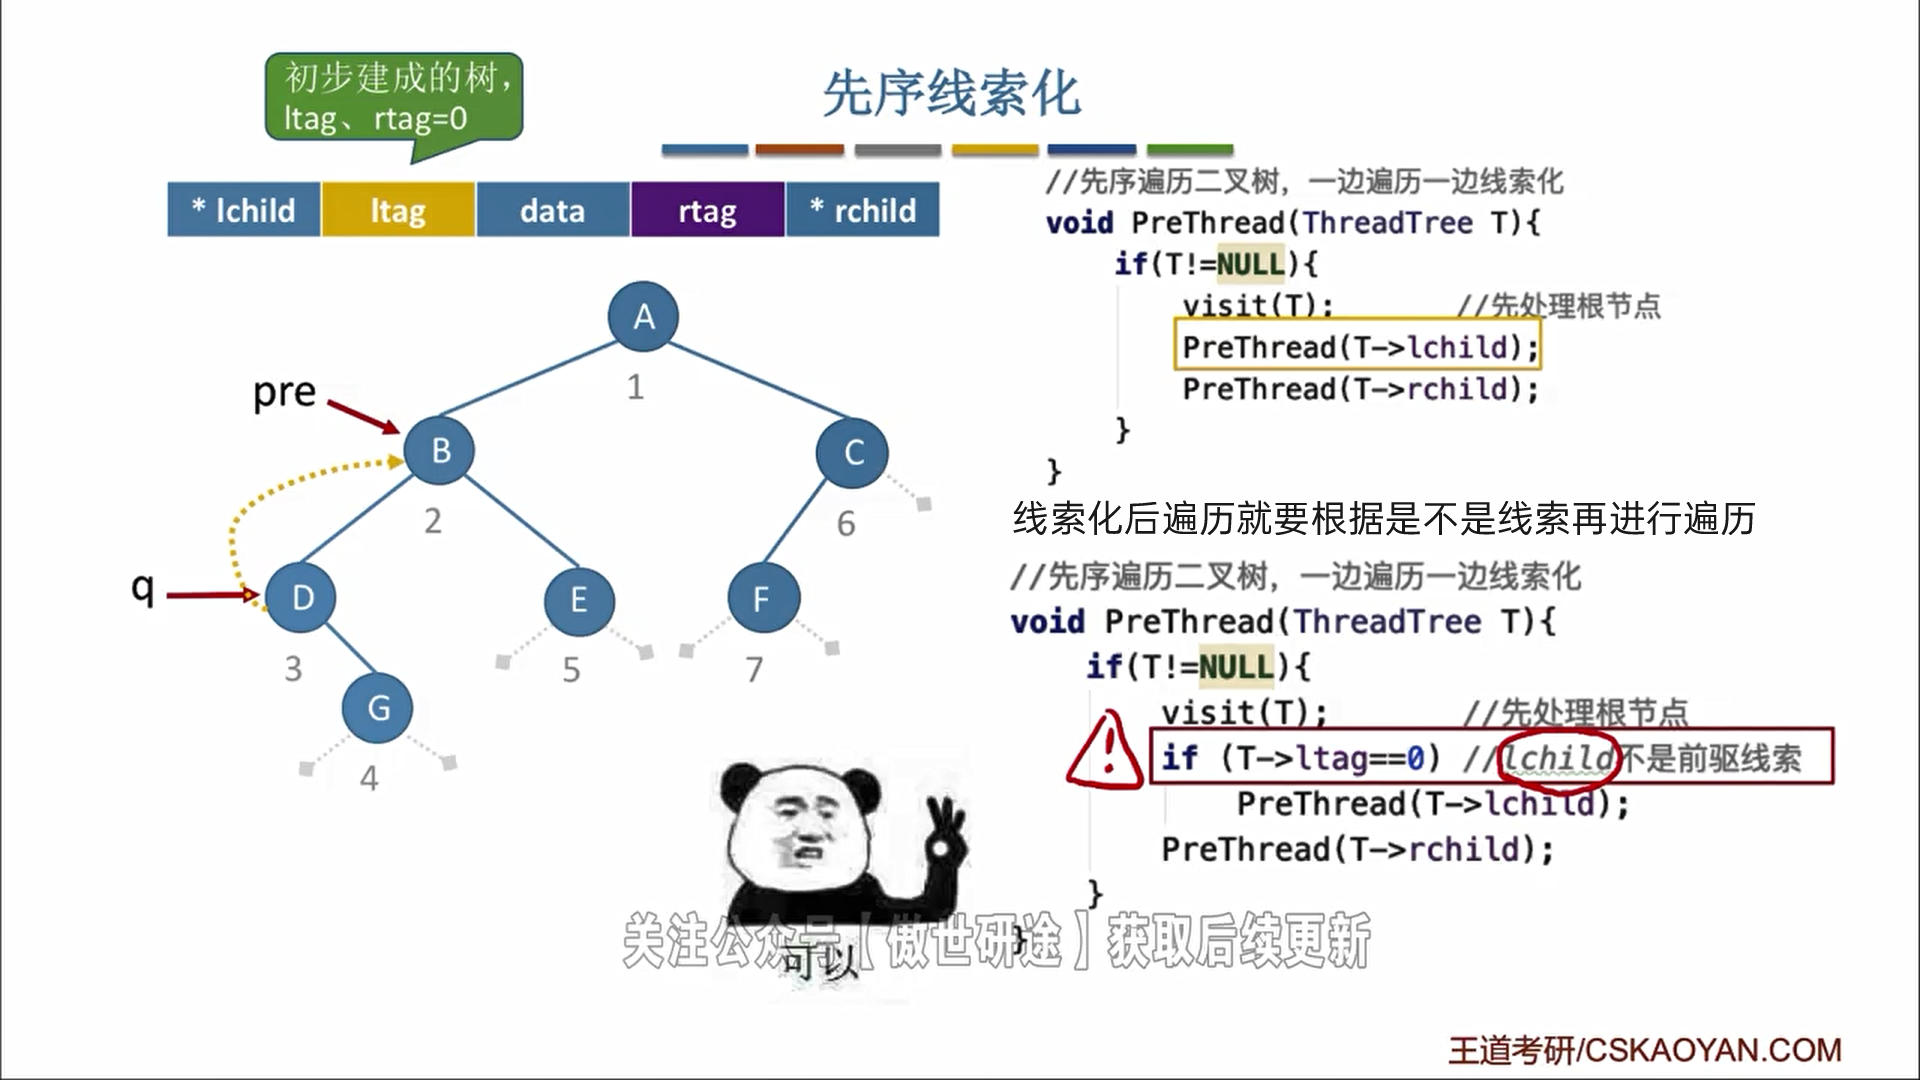 初步建成的树，
ltag、rtag=0
先序线索化
* lchild ltag data rtag * rchild
A
1
pre
B
2
C
6
q
D
3
E
5
F
7
G
4
//先序遍历二叉树，一边遍历一边线索化
void PreThread(ThreadTree T){
if(T!=NULL){
visit(T); //先处理根节点
PreThread(T->lchild);
PreThread(T->rchild);
}
}
线索化后遍历就要根据是不是线索再进行遍历
//先序遍历二叉树，一边遍历一边线索化
void PreThread(ThreadTree T){
if(T!=NULL){
visit(T); //先处理根节点
if (T->ltag==0) //lchild不是前驱线索
PreThread(T->lchild);
PreThread(T->rchild);
}
}
!
关注公众号【傲世研途】获取后续更新
可以
王道考研/CSKAOYAN.COM